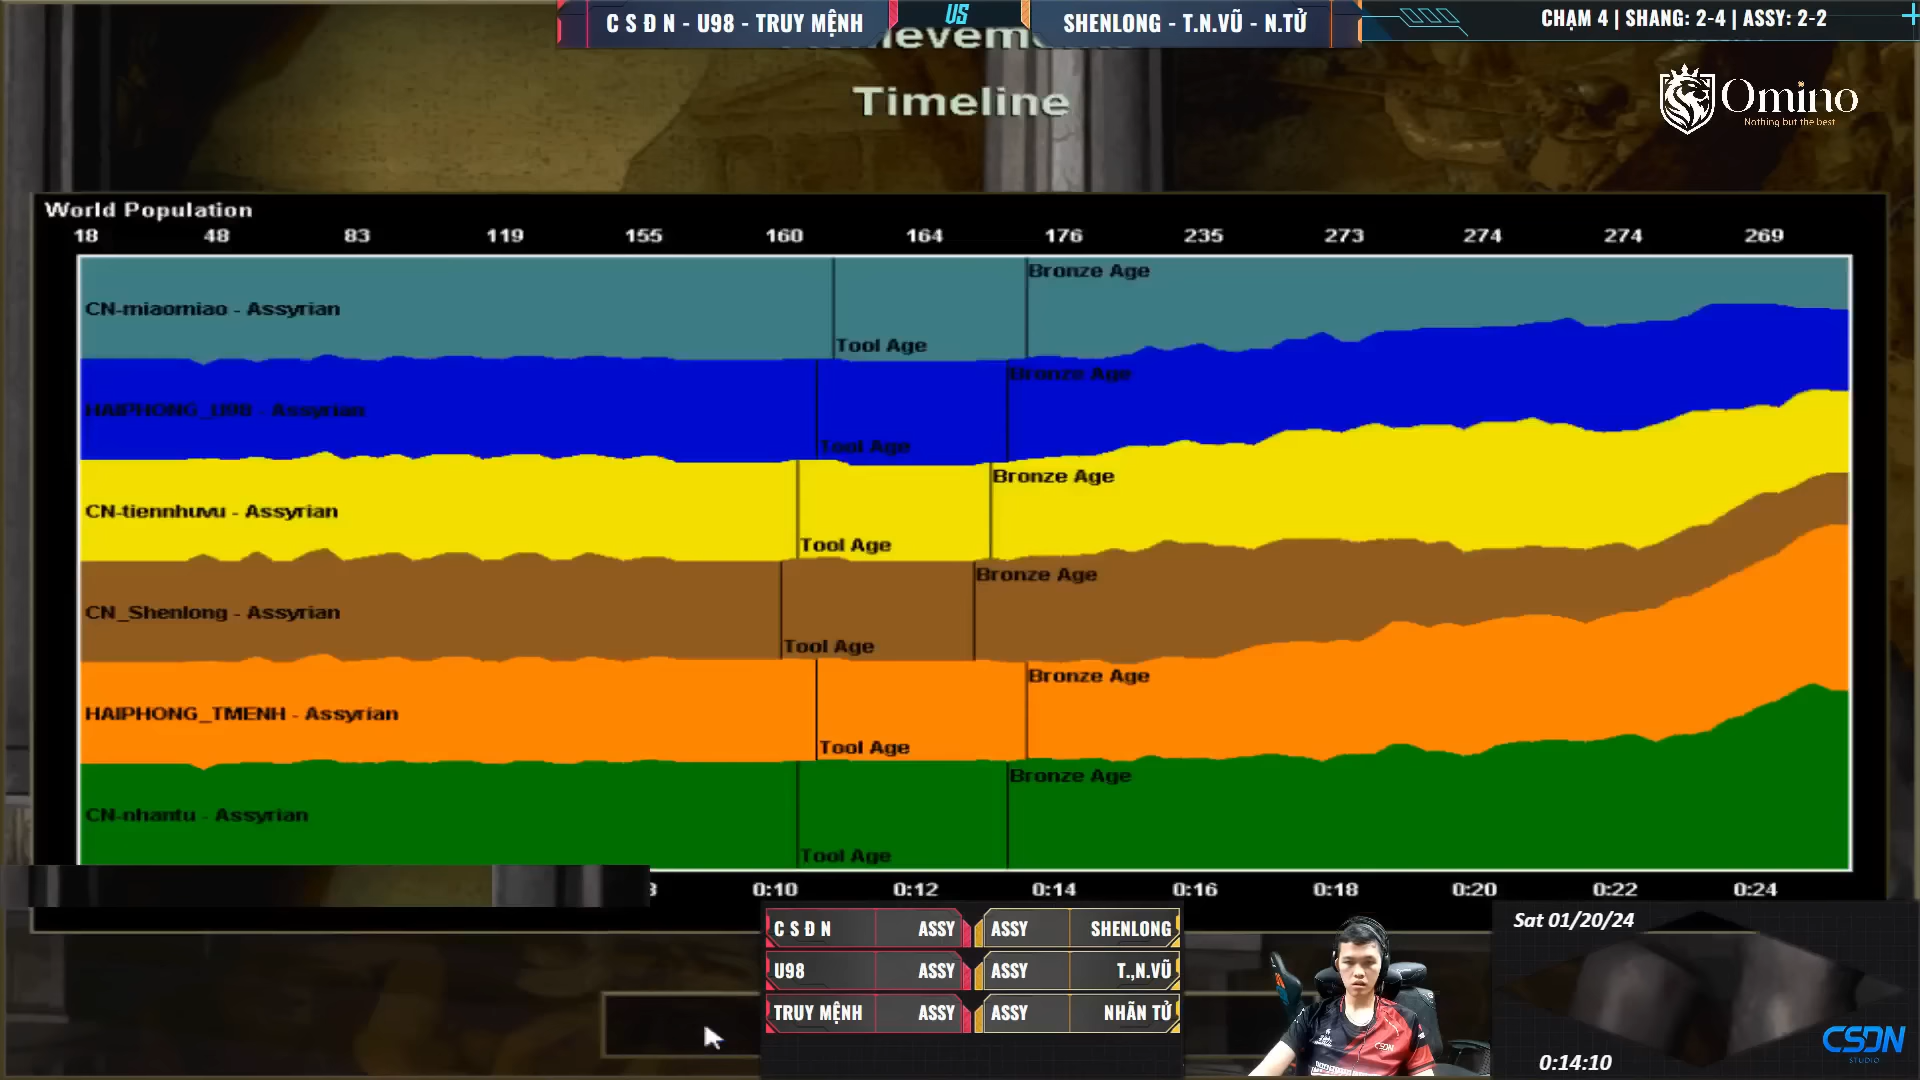 C S Đ N - U98 - TRUY MỆNH
VS
SHENLONG - T.N.VŨ - N.TỬ
CHẠM 4 | SHANG: 2-4 | ASSY: 2-2
Timeline
Omino
Nothing but the best
World Population
18 48 83 119 155 160 164 176 235 273 274 274 269
Bronze Age
CN-miaomiao - Assyrian
Tool Age
Bronze Age
HAIPHONG_U98 - Assyrian
Tool Age
Bronze Age
CN-tiennhuvu - Assyrian
Tool Age
Bronze Age
CN_Shenlong - Assyrian
Tool Age
Bronze Age
HAIPHONG_TMENH - Assyrian
Tool Age
Bronze Age
CN-nhantu - Assyrian
Tool Age
0:10 0:12 0:14 0:16 0:18 0:20 0:22 0:24
C S Đ N ASSY ASSY SHENLONG
U98 ASSY ASSY T.,N.VŨ
TRUY MỆNH ASSY ASSY NHÃN TỬ
Sat 01/20/24
CSDN
STUDIO
0:14:10